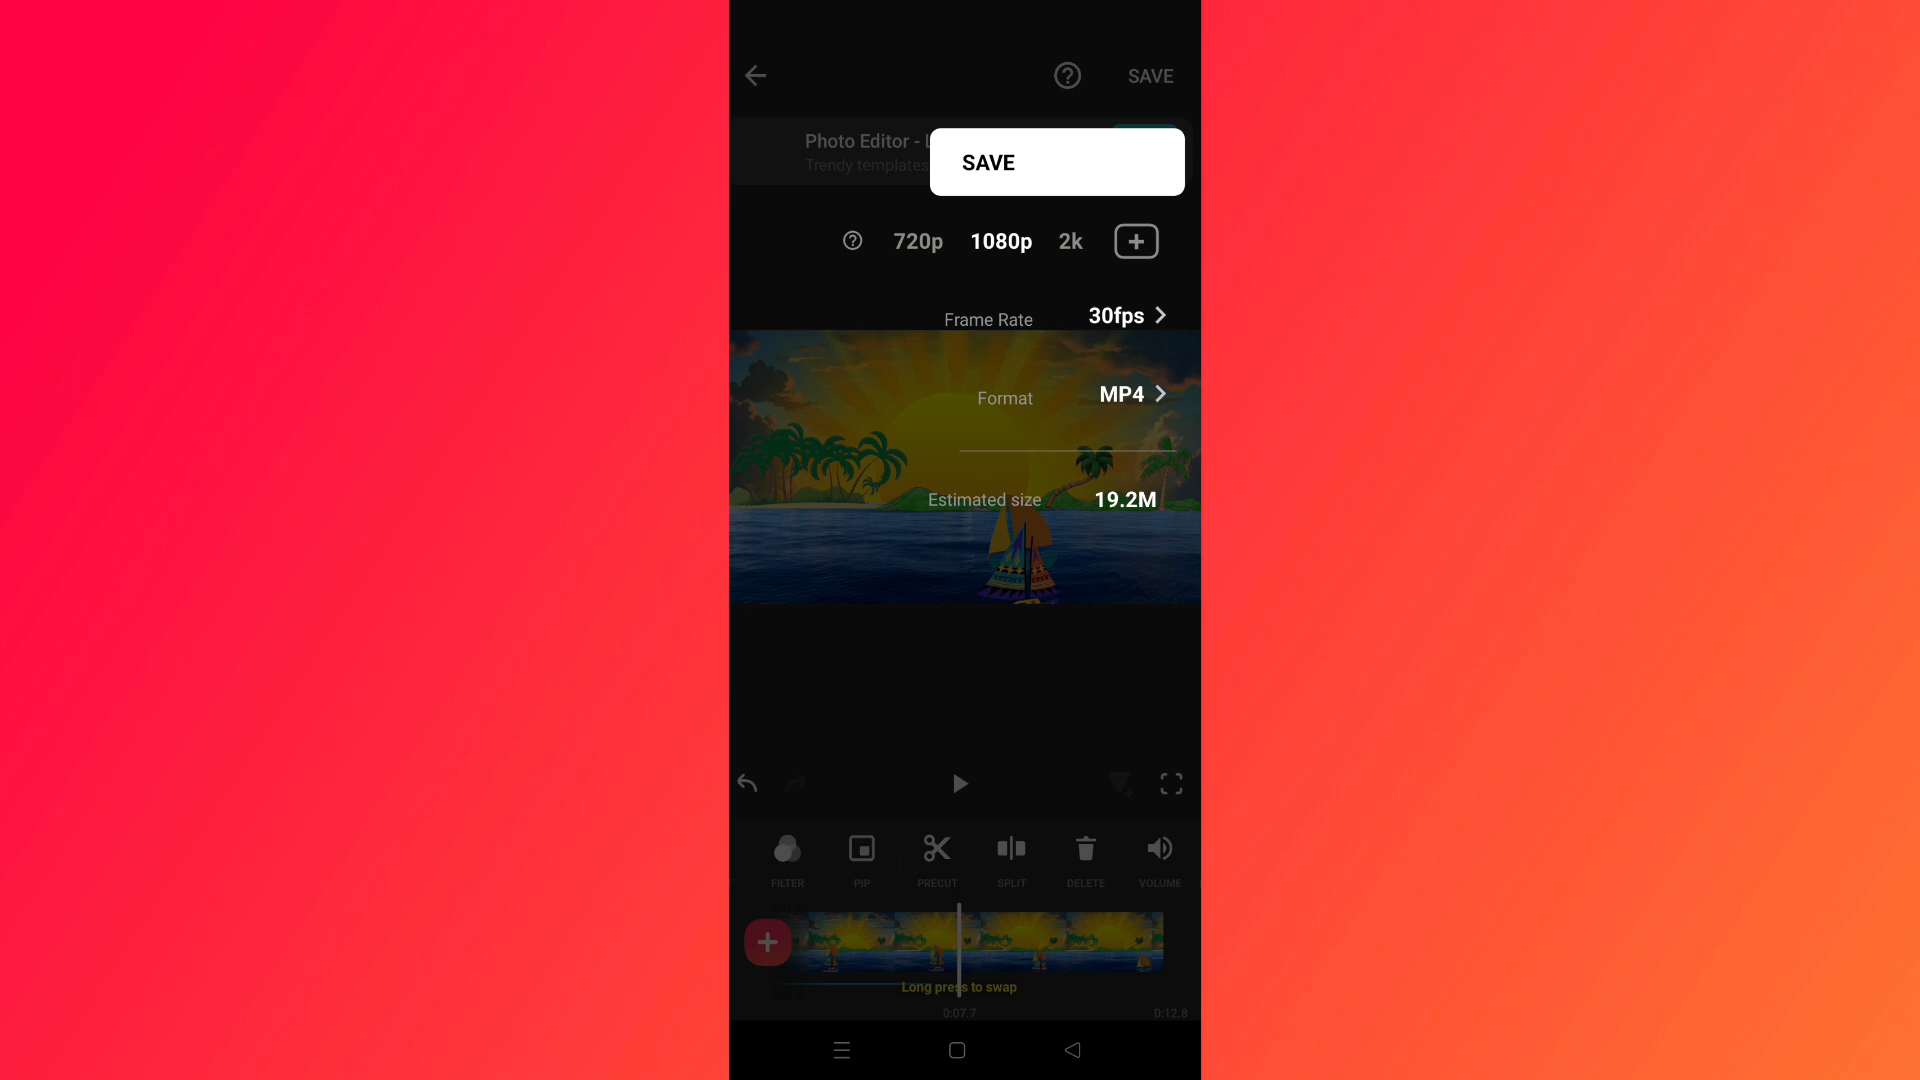 SAVE
Photo Editor -
Trendy templates
SAVE
720p 1080p 2k
Frame Rate 30fps
Format MP4
Estimated size 19.2M
FILTER PIP PRECUT SPLIT DELETE VOLUME
Long press to swap
0:07.7 0:12.8